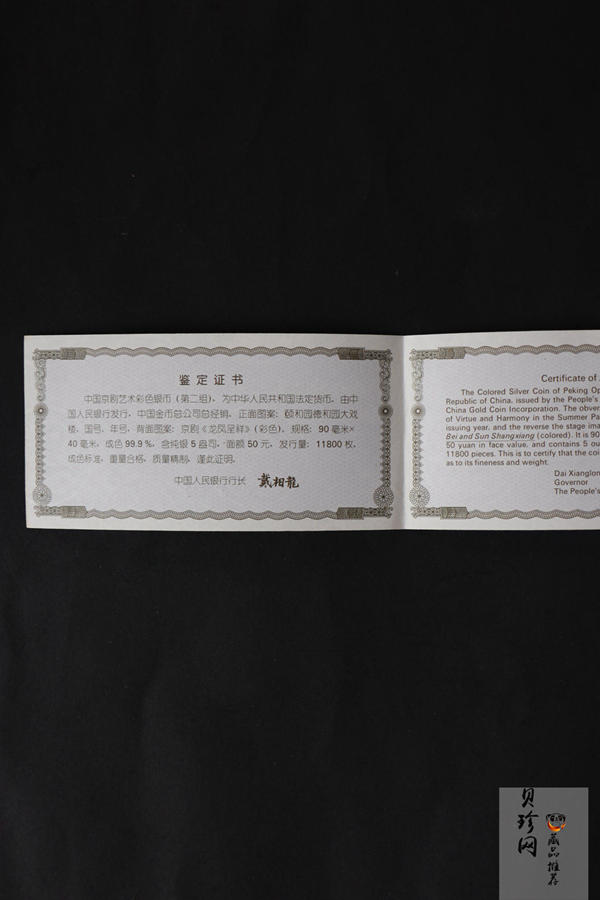 鉴定证书
中国京剧艺术彩色银币(第二组),为中华人民共和国法定货币,由中
国人民银行发行,中国金币总公司总经销,正面图案:颐和园德和园大戏
楼、国号、年号,背面图案:京剧《龙凤呈祥》(彩色),规格:90毫米×
40毫米,成色99.9%,含纯银5盎司,面额50元,发行量:11800枚,
成色标准,重量合格,质量精制,谨此证明。
中国人民银行行长 戴相龍
Certificate of
The Colored Silver Coin of Peking Op
Republic of China, issued by the People's
China Gold Coin Incorporation. The obver
of Virtue and Harmony in the Summer Pa
issuing year, and the reverse the stage ima
Bei and Sun Shangxiang (colored). It is 90
50 yuan in face value, and contains 5 ou
11800 pieces. This is to certify that the coi
as to its fineness and weight.
Dai Xianglon
Governor
The People's
贝珍网
藏品推荐